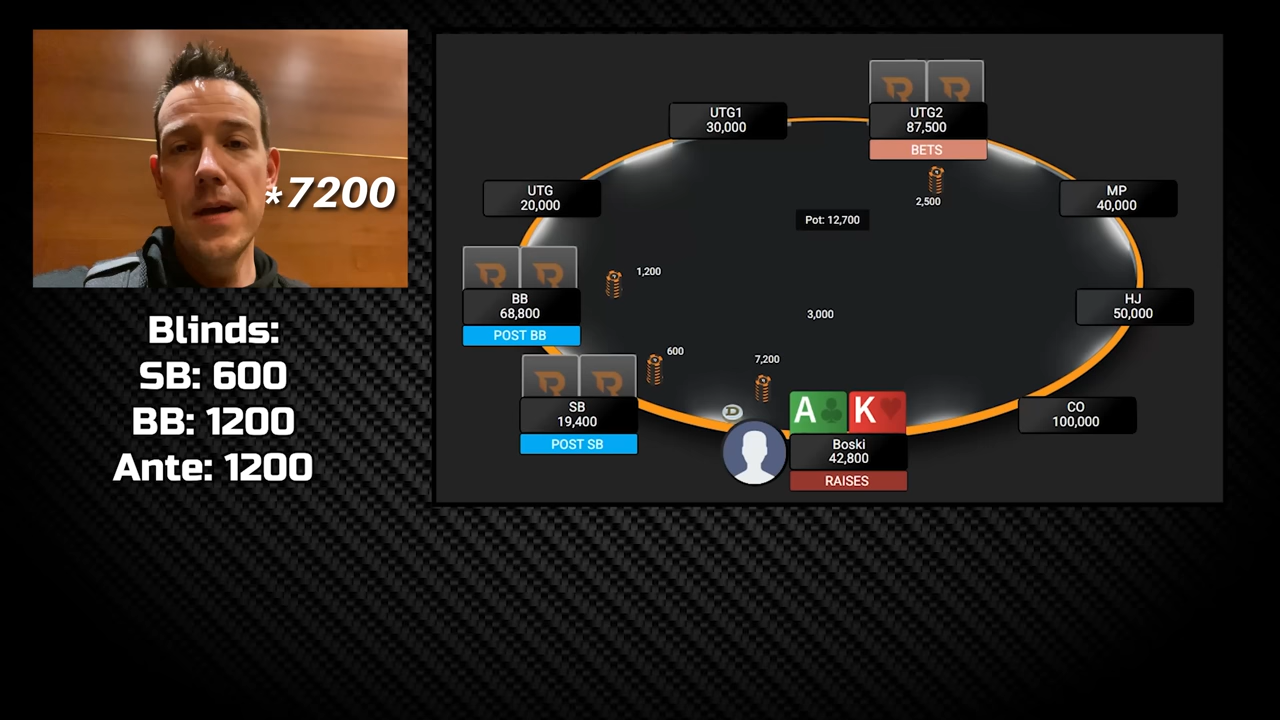 *7200
Blinds:
SB: 600
BB: 1200
Ante: 1200
UTG1
30,000
UTG2
87,500
BETS
2,500
UTG
20,000
MP
40,000
Pot: 12,700
BB
68,800
POST BB
1,200
HJ
50,000
3,000
600
7,200
SB
19,400
POST SB
D
A K
Boski
42,800
RAISES
CO
100,000